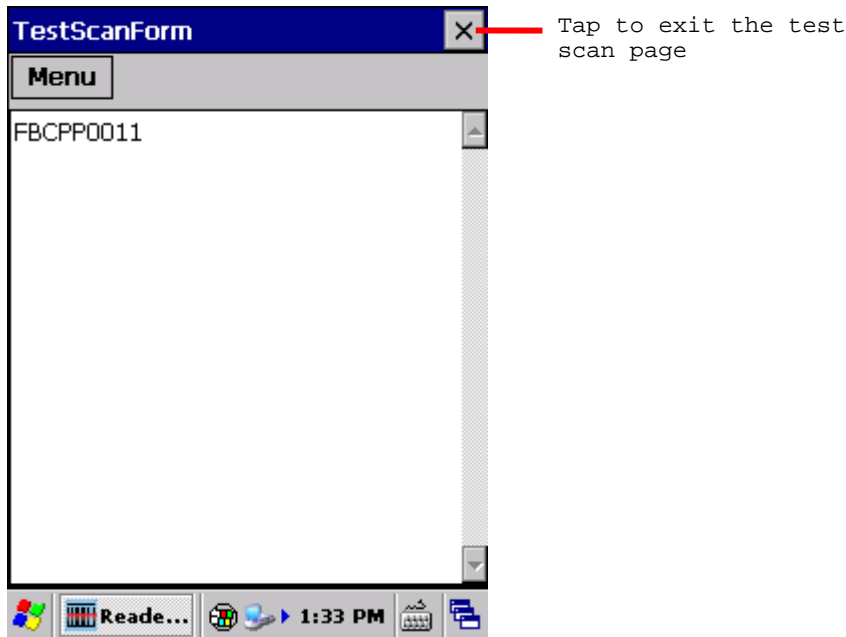 TestScanForm
Tap to exit the test
scan page
Menu
FBCPP0011
Reade... 1:33 PM